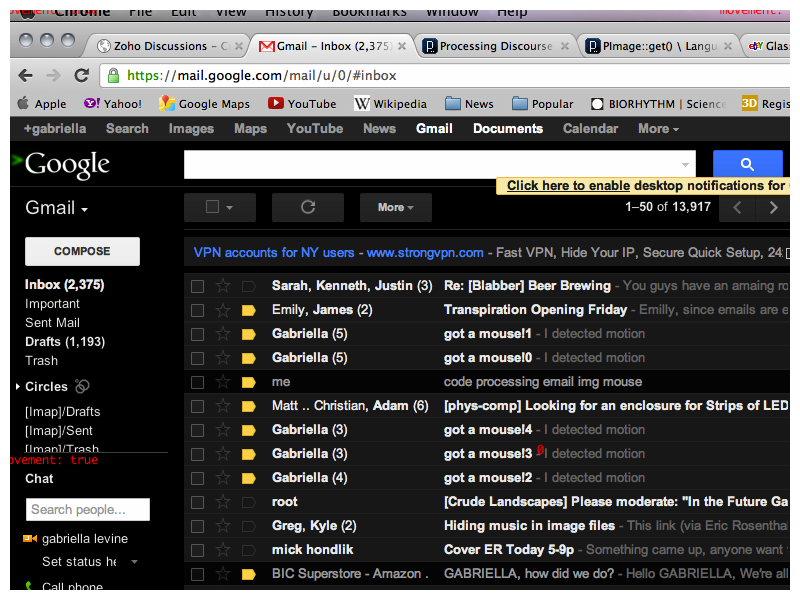 Chrome File Edit View History Bookmarks Window Help
movement:
Zoho Discussions - C
Gmail – Inbox (2,375)
Processing Discourse
PImage::get() \ Langu
ebY Glas
https://mail.google.com/mail/u/0/#inbox
Apple Yahoo! Google Maps YouTube Wikipedia News Popular BIORHYTHM | Science 3D Regis
+gabriella Search Images Maps YouTube News Gmail Documents Calendar More
Google
Click here to enable desktop notifications for
Gmail
More
1–50 of 13,917
COMPOSE
VPN accounts for NY users - www.strongvpn.com - Fast VPN, Hide Your IP, Secure Quick Setup, 24
Inbox (2,375)
Important
Sent Mail
Drafts (1,193)
Trash
Circles
[Imap]/Drafts
[Imap]/Sent
[Imap]/Trash
ovement: true
Chat
Search people...
gabriella levine
Set status he
Call phone
Sarah, Kenneth, Justin (3) Re: [Blabber] Beer Brewing - You guys have an amaing ro
Emily, James (2) Transpiration Opening Friday - Emilly, since emails are e
Gabriella (5) got a mouse!1 - I detected motion
Gabriella (5) got a mouse!0 - I detected motion
me code processing email img mouse
Matt .. Christian, Adam (6) [phys-comp] Looking for an enclosure for Strips of LED
Gabriella (3) got a mouse!4 - I detected motion
Gabriella (3) got a mouse!3 - I detected motion
Gabriella (4) got a mouse!2 - I detected motion
root [Crude Landscapes] Please moderate: "In the Future Ga
Greg, Kyle (2) Hiding music in image files - This link (via Eric Rosentha
mick hondlik Cover ER Today 5-9p - Something came up, anyone want
BIC Superstore - Amazon . GABRIELLA, how did we do? - Hello GABRIELLA, We're all